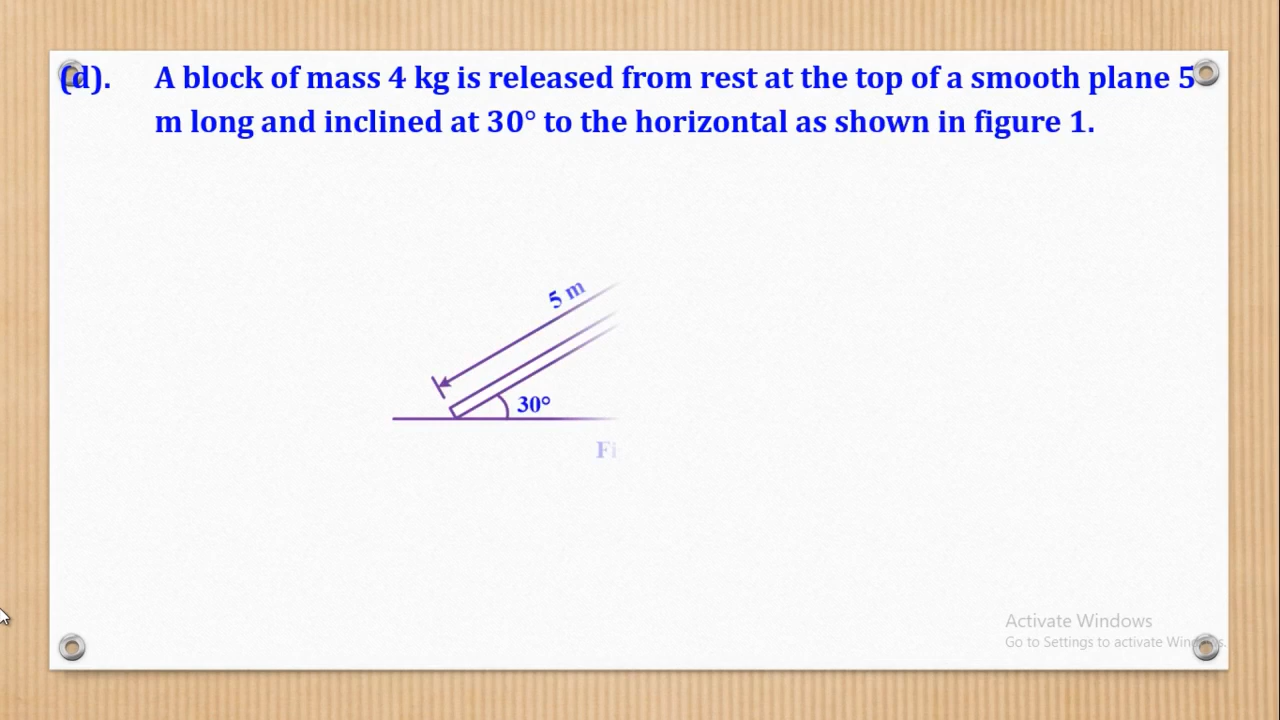 (d). A block of mass 4 kg is released from rest at the top of a smooth plane 5
m long and inclined at 30° to the horizontal as shown in figure 1.
5 m
30°
Fi
Activate Windows
Go to Settings to activate Windows.